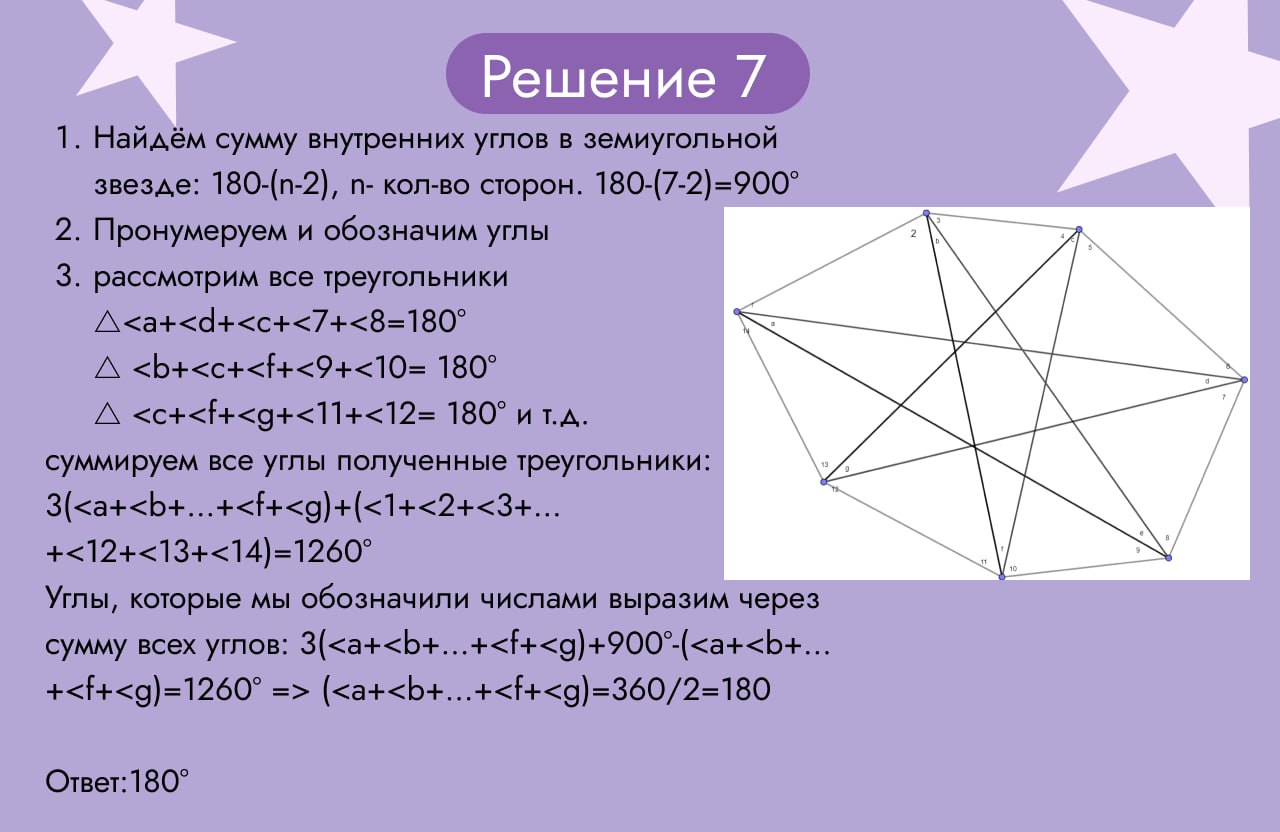 Решение 7
1. Найдём сумму внутренних углов в земиугольной
звезде: 180-(n-2), n- кол-во сторон. 180-(7-2)=900°
2. Пронумеруем и обозначим углы
3. рассмотрим все треугольники
△<a+<d+<c+<7+<8=180°
△ <b+<c+<f+<9+<10= 180°
△ <c+<f+<g+<11+<12= 180° и т.д.
суммируем все углы полученные треугольники:
3(<a+<b+...+<f+<g)+(<1+<2+<3+...
+<12+<13+<14)=1260°
Углы, которые мы обозначили числами выразим через
сумму всех углов: 3(<a+<b+...+<f+<g)+900°-(<a+<b+...
+<f+<g)=1260° => (<a+<b+...+<f+<g)=360/2=180
Ответ:180°
2
3
b
4
c
5
a
14
6
d
7
13
g
12
e
8
9
f
11
10